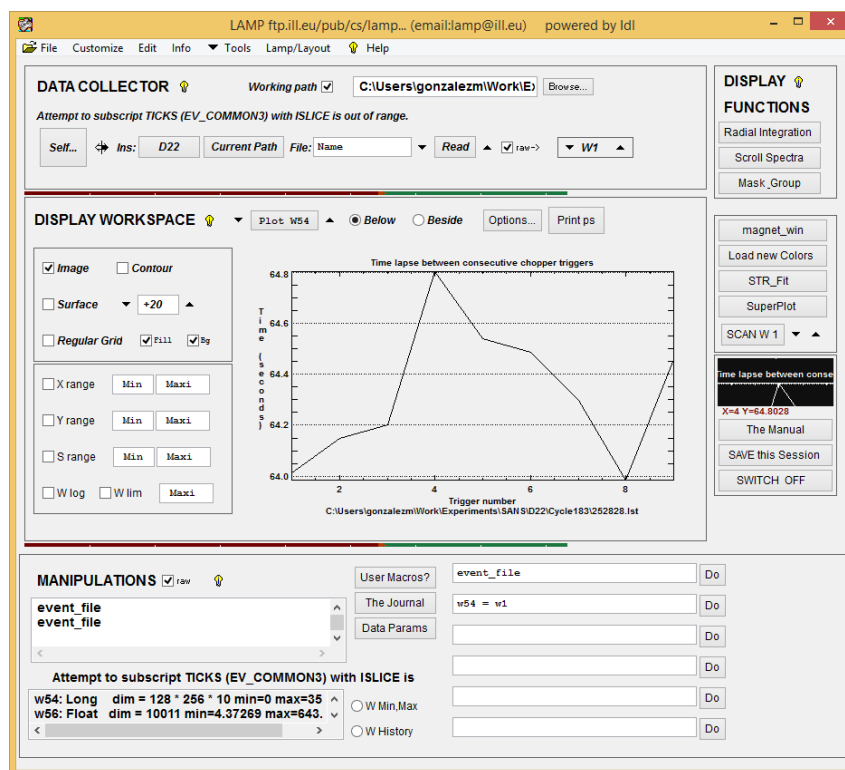 LAMP ftp.ill.eu/pub/cs/lamp... (email:lamp@ill.eu) powered by Idl
File Customize Edit Info Tools Lamp/Layout Help
DATA COLLECTOR Working path C:\Users\gonzalezm\Work\E Browse...
Attempt to subscript TICKS (EV_COMMON3) with ISLICE is out of range.
Self... Ins: D22 Current Path File: Name Read raw-> W1
DISPLAY
FUNCTIONS
Radial Integration
Scroll Spectra
Mask_Group
DISPLAY WORKSPACE Plot W54 Below Beside Options... Print ps
Image Contour
Surface +20
Regular Grid Fill Bg
X range Min Maxi
Y range Min Maxi
S range Min Maxi
W log W lim Maxi
Time lapse between consecutive chopper triggers
Time (seconds)
64.8
64.6
64.4
64.2
64.0
2 4 6 8
Trigger number
C:\Users\gonzalezm\Work\Experiments\SANS\D22\Cycle183\252828.lst
magnet_win
Load new Colors
STR_Fit
SuperPlot
SCAN W 1
Time lapse between conse
X=4 Y=64.8028
The Manual
SAVE this Session
SWITCH OFF
MANIPULATIONS raw
event_file
event_file
Attempt to subscript TICKS (EV_COMMON3) with ISLICE is
w54: Long dim = 128 * 256 * 10 min=0 max=35
w56: Float dim = 10011 min=4.37269 max=643.
User Macros?
The Journal
Data Params
W Min,Max
W History
event_file Do
w54 = w1 Do
Do
Do
Do
Do